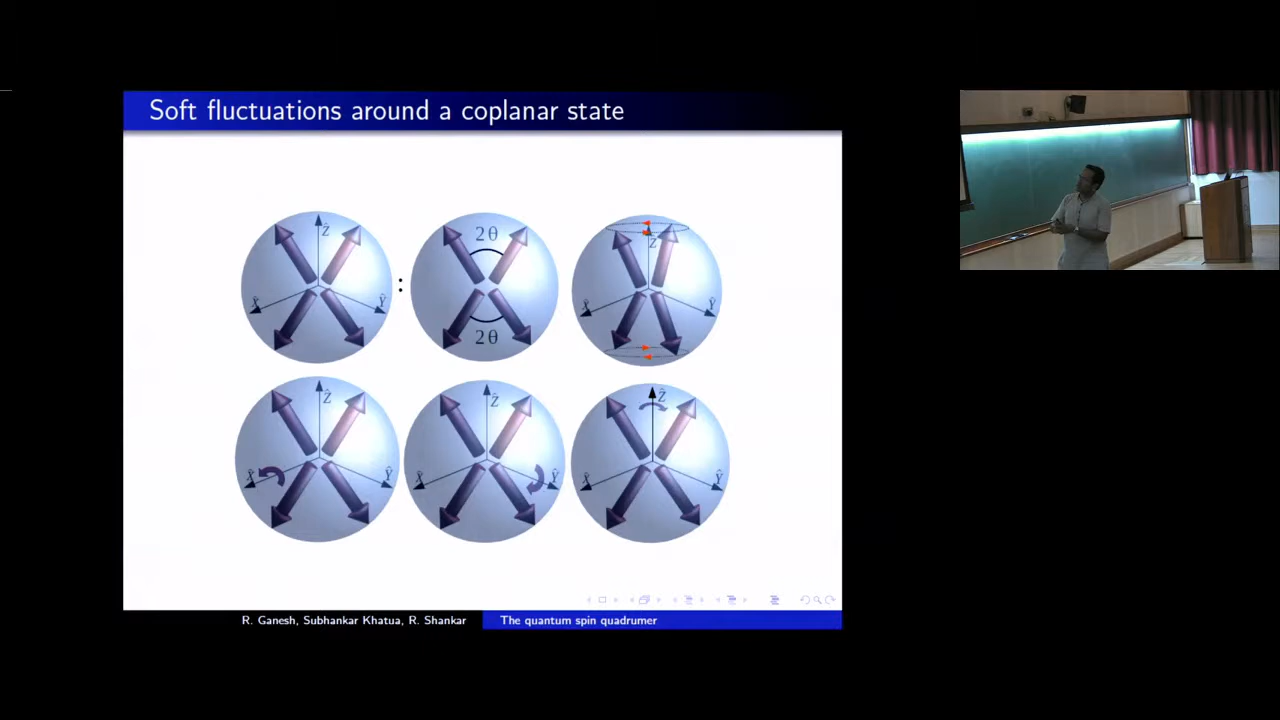 Soft fluctuations around a coplanar state
Ẑ
X̂
Ŷ
:
2θ
2θ
Z
X̂
Ŷ
Ẑ
X̂
Ŷ
Ẑ
X̂
Ŷ
Ẑ
X̂
Ŷ
R. Ganesh, Subhankar Khatua, R. Shankar
The quantum spin quadrumer